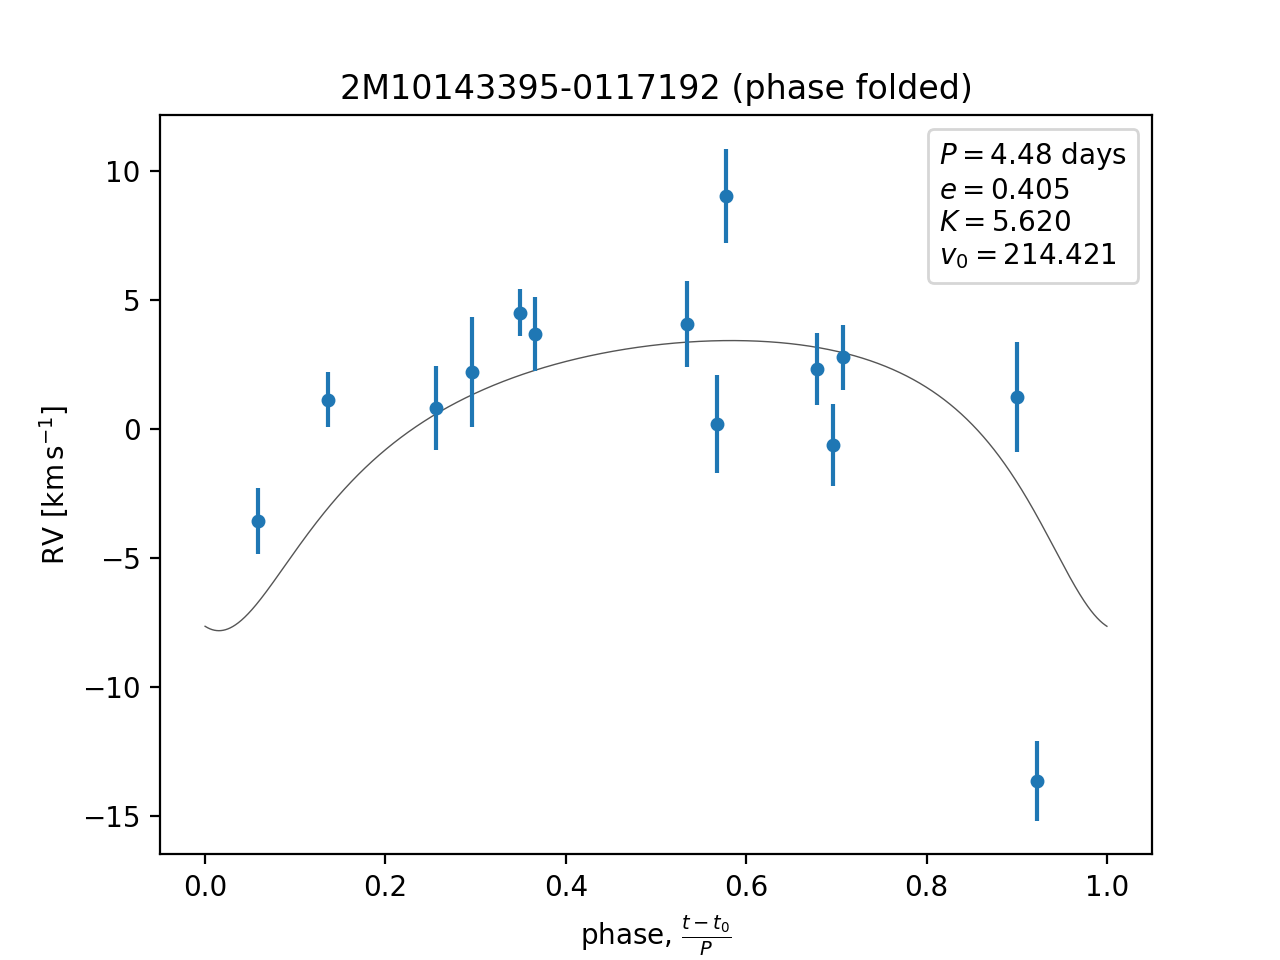 2M10143395-0117192 (phase folded)
P = 4.48 days
e = 0.405
K = 5.620
v₀ = 214.421
RV [km s⁻¹]
10
5
0
−5
−10
−15
0.0 0.2 0.4 0.6 0.8 1.0
phase, (t − t₀)/P